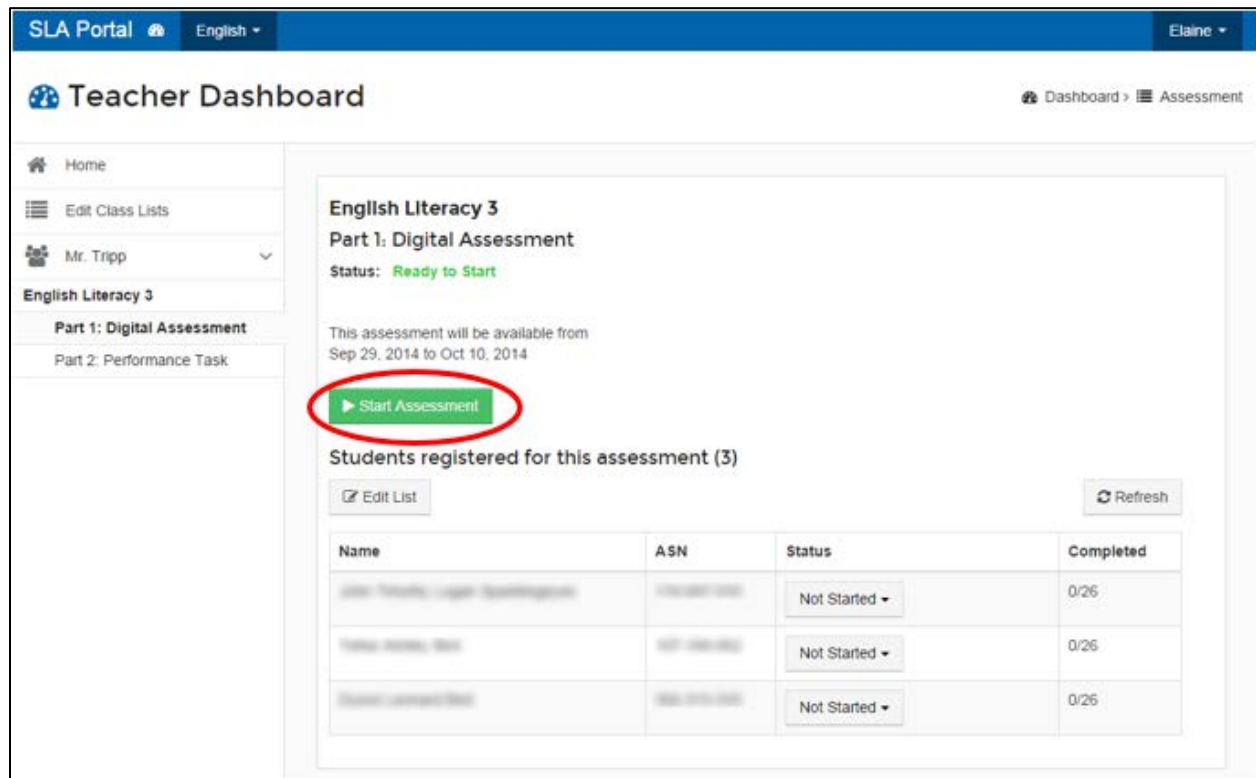 SLA Portal English Elaine
Teacher Dashboard
Dashboard > Assessment
Home
Edit Class Lists
Mr. Tripp
English Literacy 3
Part 1: Digital Assessment
Part 2: Performance Task
English Literacy 3
Part 1: Digital Assessment
Status: Ready to Start
This assessment will be available from
Sep 29, 2014 to Oct 10, 2014
Start Assessment
Students registered for this assessment (3)
Edit List Refresh
Name ASN Status Completed
Not Started 0/26
Not Started 0/26
Not Started 0/26